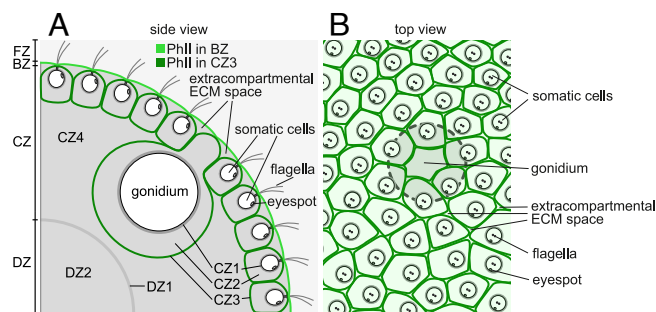 A
side view
PhII in BZ
PhII in CZ3
FZ
BZ
CZ
DZ
extracompartmental
ECM space
somatic cells
flagella
eyespot
CZ4
gonidium
CZ1
CZ2
CZ3
DZ2
DZ1
B
top view
somatic cells
gonidium
extracompartmental
ECM space
flagella
eyespot